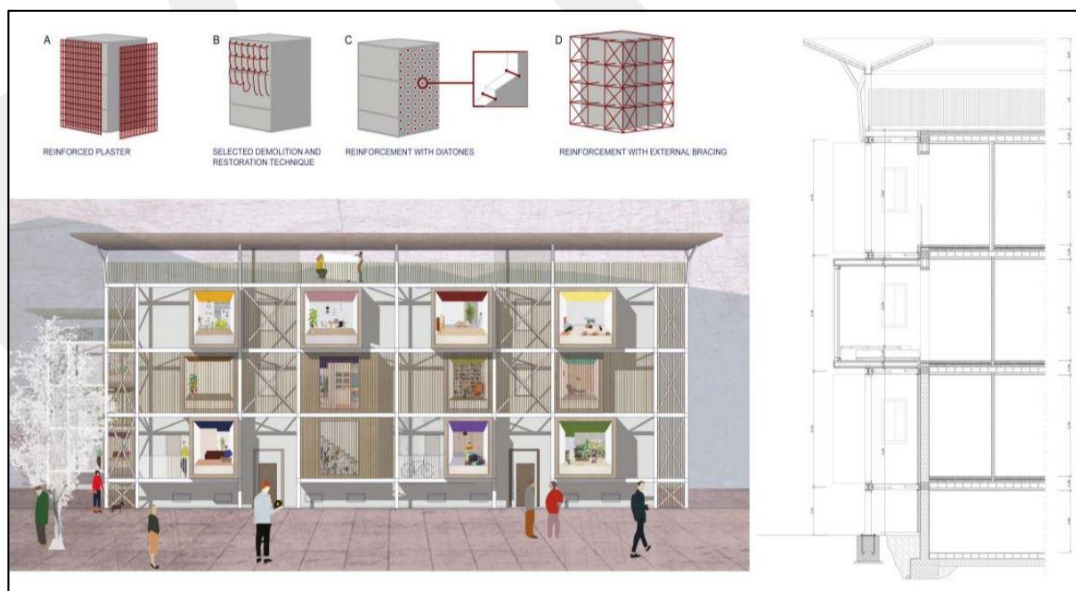 A
B
C
D
REINFORCED PLASTER
SELECTED DEMOLITION AND
RESTORATION TECHNIQUE
REINFORCEMENT WITH DIATONES
REINFORCEMENT WITH EXTERNAL BRACING